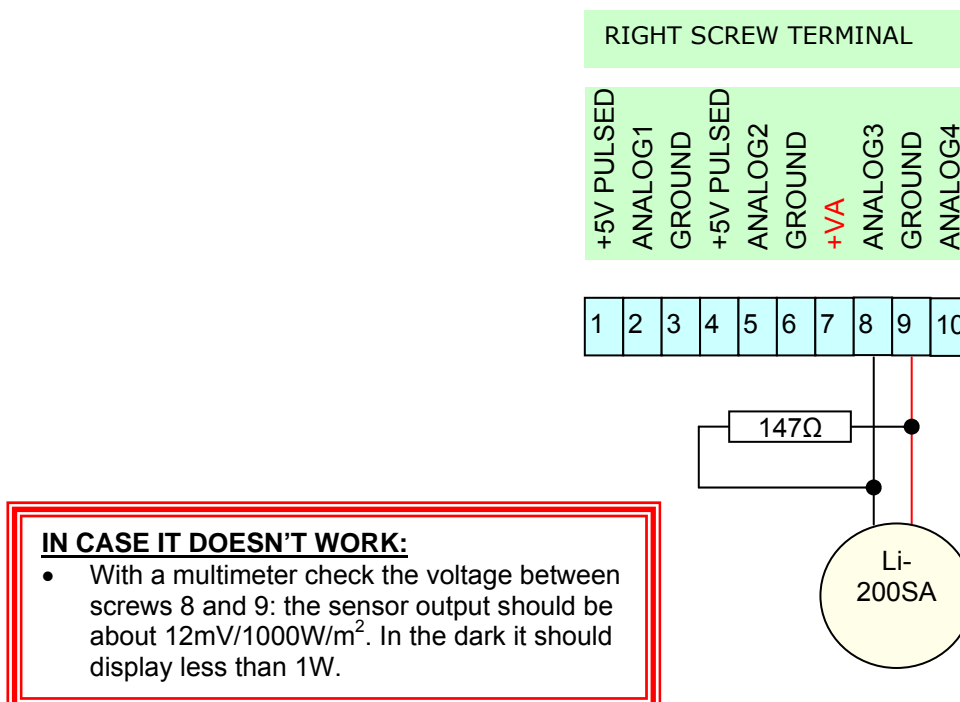 RIGHT SCREW TERMINAL
+5V PULSED
ANALOG1
GROUND
+5V PULSED
ANALOG2
GROUND
+VA
ANALOG3
GROUND
ANALOG4
1 2 3 4 5 6 7 8 9 10
147Ω
Li-
200SA
IN CASE IT DOESN'T WORK:
• With a multimeter check the voltage between
screws 8 and 9: the sensor output should be
about 12mV/1000W/m². In the dark it should
display less than 1W.